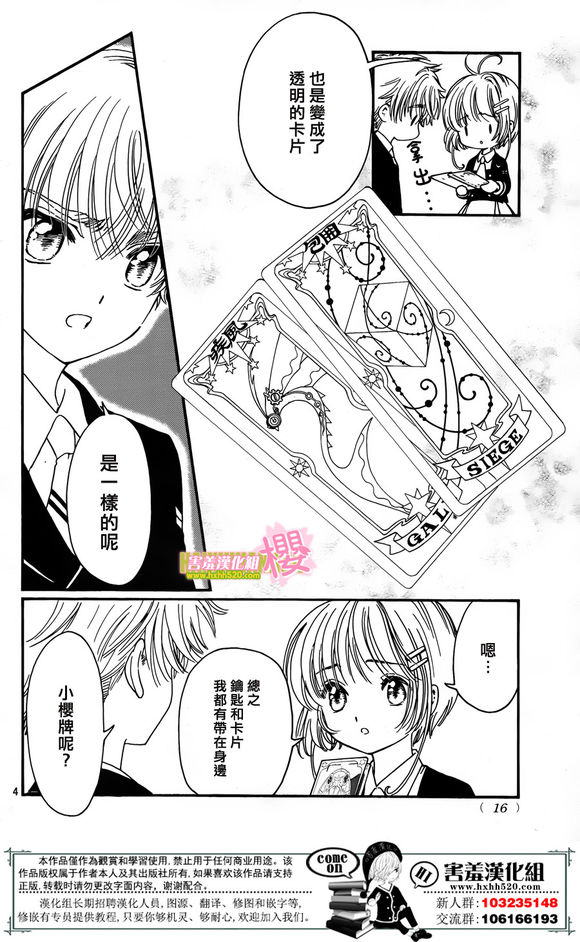 也是變成了
透明的卡片
拿出…
包囲
SIEGE
疾風
GAL
是一樣的呢
害羞漢化組
www.hxhh520.com
櫻
嗯…
總之
鑰匙和卡片
我都有帶在身邊
小櫻牌呢？
4
（ 16 ）
本作品僅作為觀賞和學習使用，禁止用于任何商业用途。该
作品版权属于作者本人及其出版社所有，如果喜欢该作品请支持
正版，转载时请勿更改字面内容，谢谢配合。
汉化组长期招聘汉化人員，图源、翻译、修图和嵌字等，
修嵌有专员提供教程，只要你够机灵、够耐心，欢迎加入我们。
come on
HI
害羞漢化組
www.hxhh520.com
新人群:103235148
交流群:106166193